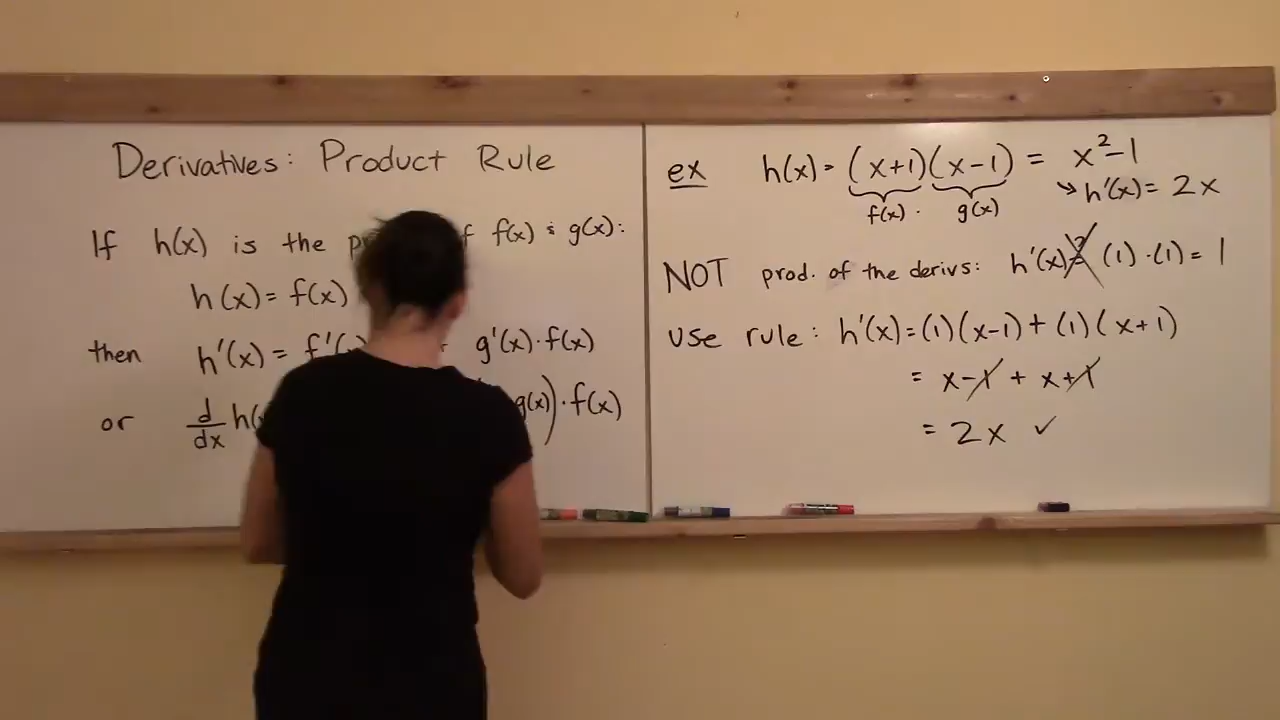 Derivatives: Product Rule
If h(x) is the f(x) & g(x):
h(x) = f(x)
then h'(x) = f'(x) g'(x)·f(x)
or d/dx h( g(x))·f(x)
ex h(x) = (x+1)(x-1) = x²-1
f(x) · g(x) ↘ h'(x) = 2x
NOT prod. of the derivs: h'(x) = (1)·(1) = 1
use rule: h'(x) = (1)(x-1) + (1)(x+1)
= x-1 + x+1
= 2x ✓